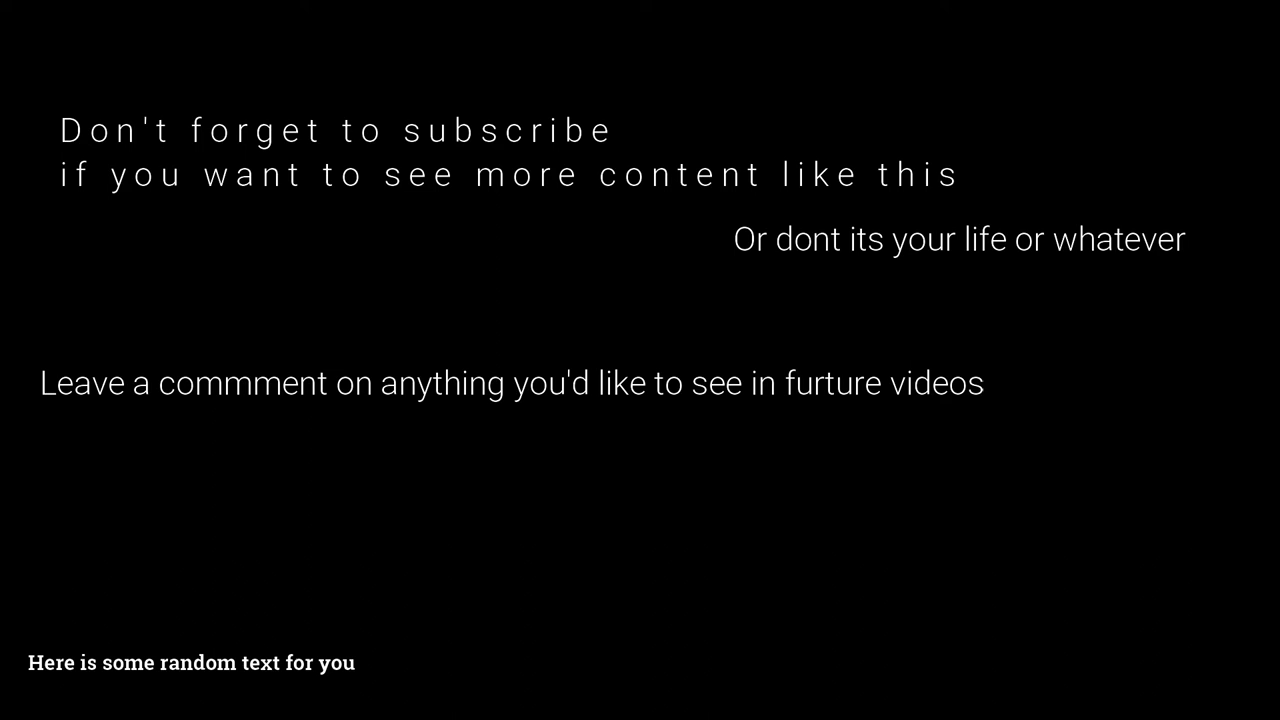 Don't forget to subscribe
if you want to see more content like this
Or dont its your life or whatever
Leave a commment on anything you'd like to see in furture videos
Here is some random text for you